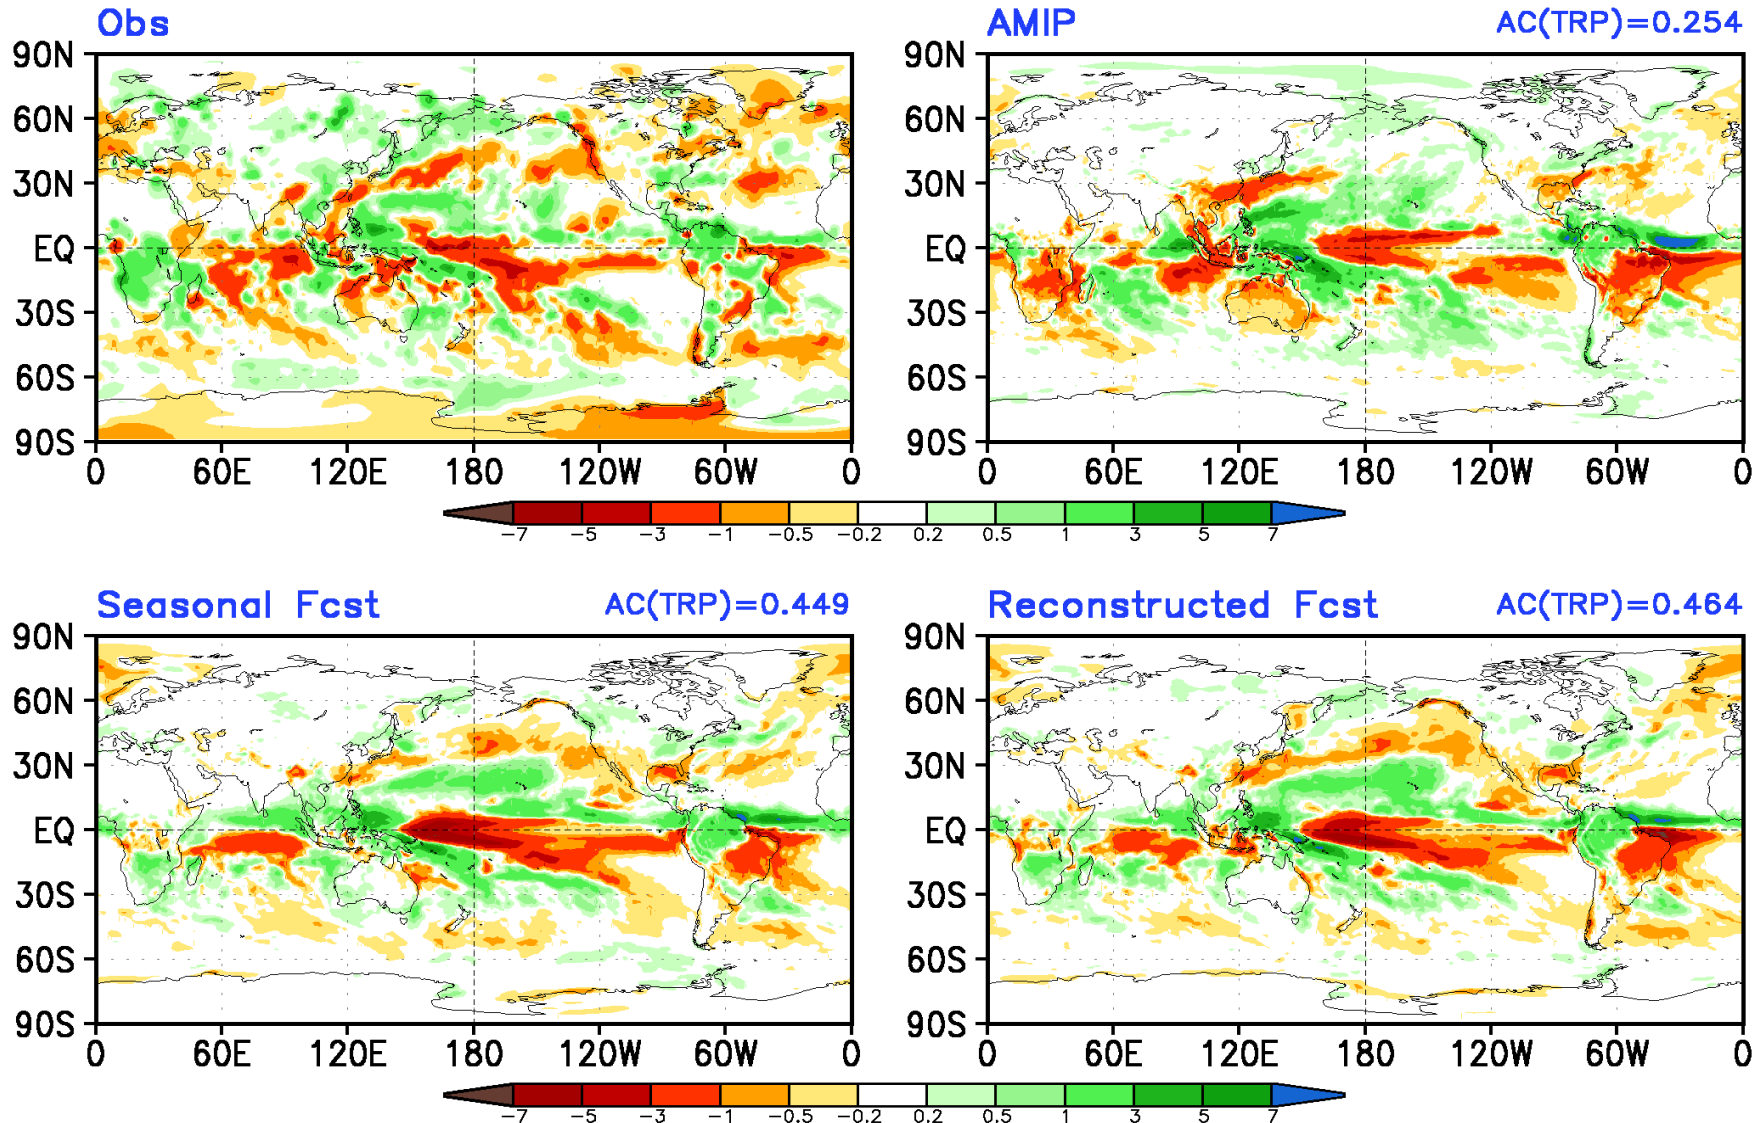 Obs
AMIP AC(TRP)=0.254
90N 90N
60N 60N
30N 30N
EQ EQ
30S 30S
60S 60S
90S 90S
0 60E 120E 180 120W 60W 0 0 60E 120E 180 120W 60W 0
-7 -5 -3 -1 -0.5 -0.2 0.2 0.5 1 3 5 7
Seasonal Fcst AC(TRP)=0.449
Reconstructed Fcst AC(TRP)=0.464
90N 90N
60N 60N
30N 30N
EQ EQ
30S 30S
60S 60S
90S 90S
0 60E 120E 180 120W 60W 0 0 60E 120E 180 120W 60W 0
-7 -5 -3 -1 -0.5 -0.2 0.2 0.5 1 3 5 7